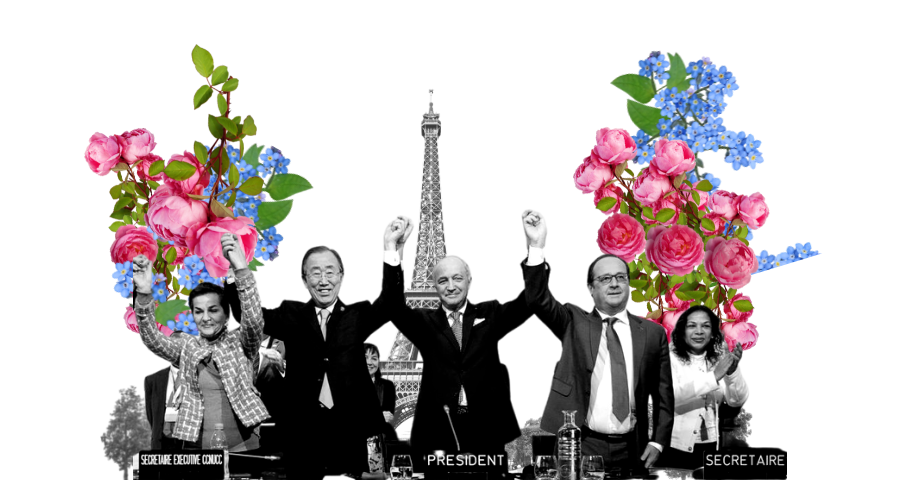 SECRETAIRE EXECUTIVE CCNUCC
PRESIDENT
SECRETAIRE